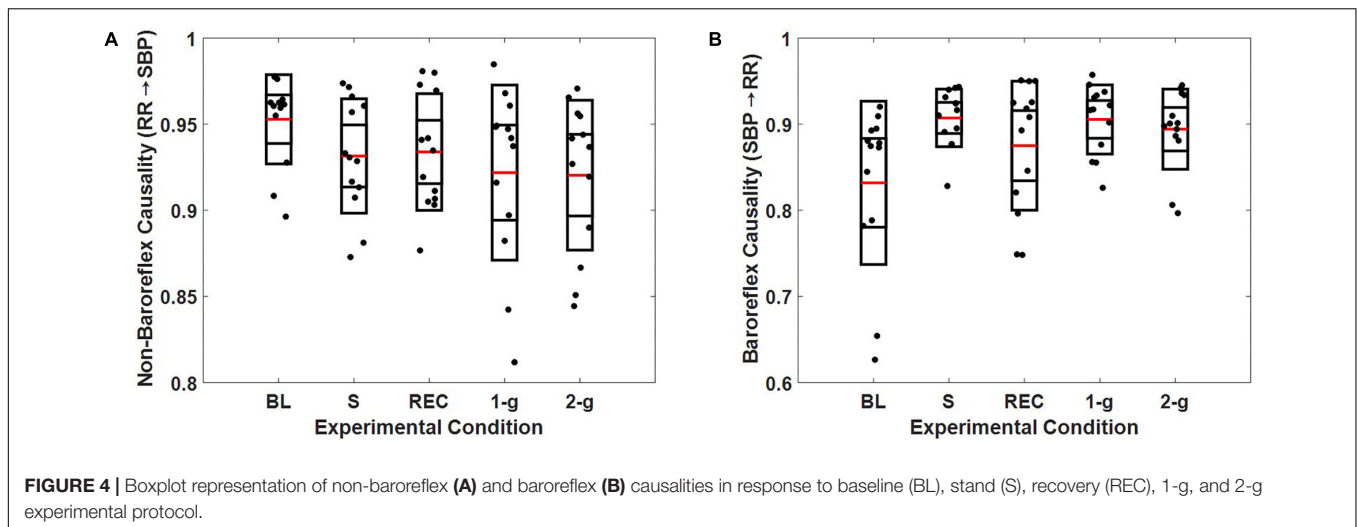 A
Non-Baroreflex Causality (RR → SBP)
1
0.95
0.9
0.85
0.8
BL S REC 1-g 2-g
Experimental Condition
B
Baroreflex Causality (SBP → RR)
1
0.9
0.8
0.7
0.6
BL S REC 1-g 2-g
Experimental Condition
FIGURE 4 | Boxplot representation of non-baroreflex (A) and baroreflex (B) causalities in response to baseline (BL), stand (S), recovery (REC), 1-g, and 2-g
experimental protocol.